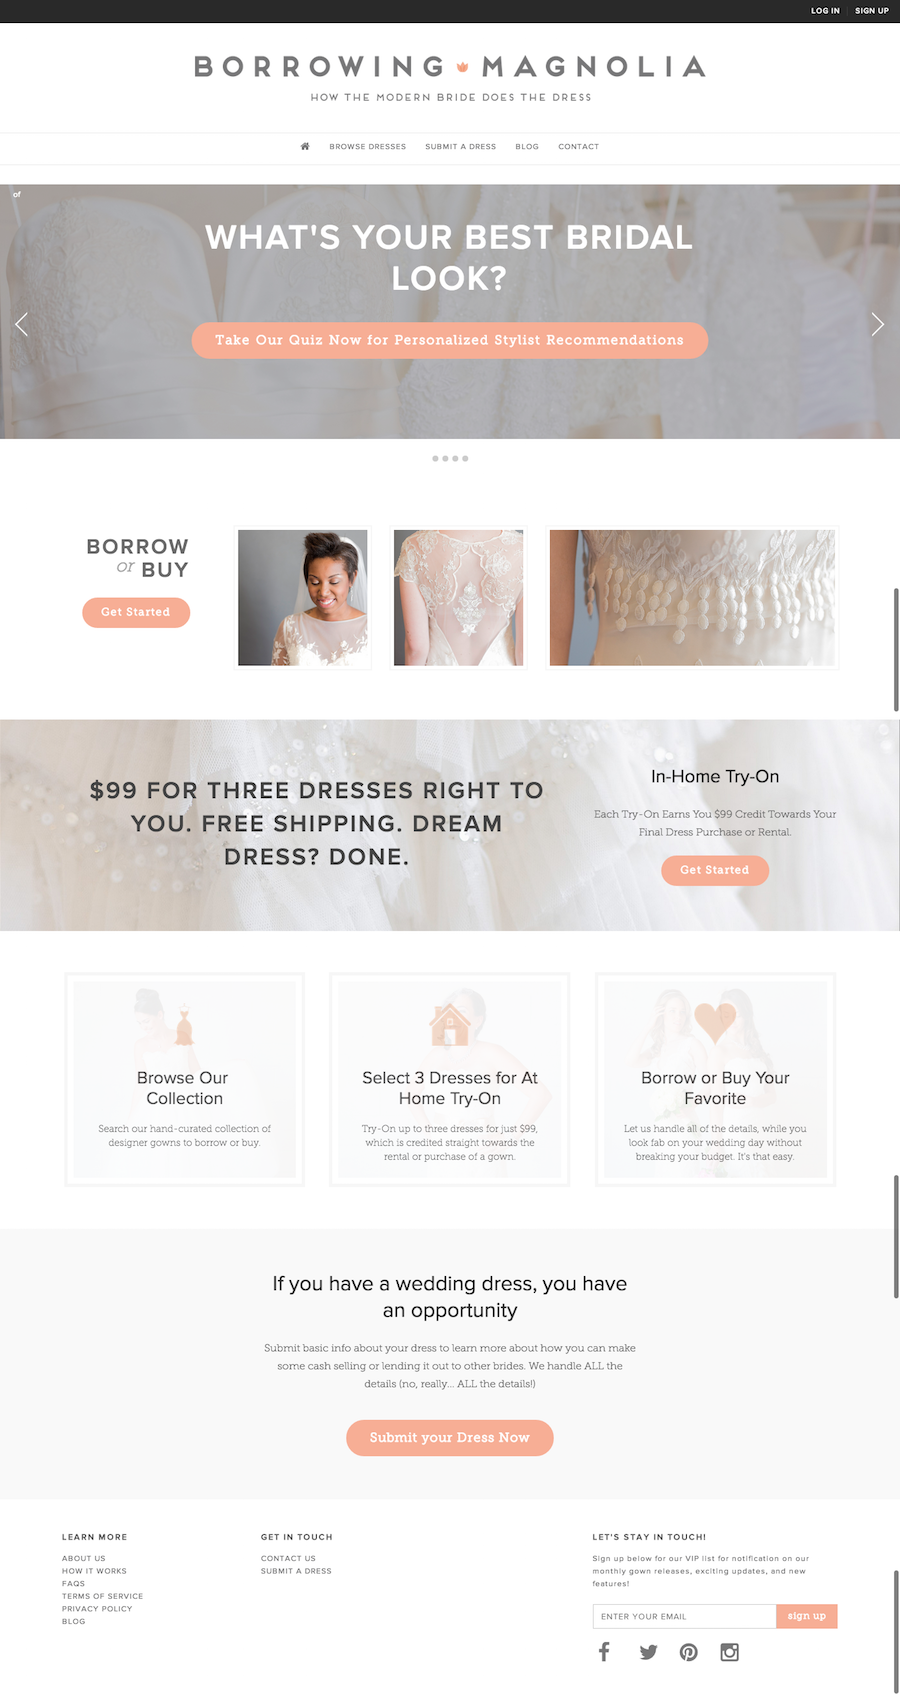 LOG IN SIGN UP
BORROWING MAGNOLIA
HOW THE MODERN BRIDE DOES THE DRESS
BROWSE DRESSES SUBMIT A DRESS BLOG CONTACT
of
WHAT'S YOUR BEST BRIDAL
LOOK?
Take Our Quiz Now for Personalized Stylist Recommendations
BORROW
or BUY
Get Started
$99 FOR THREE DRESSES RIGHT TO
YOU. FREE SHIPPING. DREAM
DRESS? DONE.
In-Home Try-On
Each Try-On Earns You $99 Credit Towards Your
Final Dress Purchase or Rental.
Get Started
Browse Our
Collection
Search our hand-curated collection of
designer gowns to borrow or buy.
Select 3 Dresses for At
Home Try-On
Try-On up to three dresses for just $99,
which is credited straight towards the
rental or purchase of a gown.
Borrow or Buy Your
Favorite
Let us handle all of the details, while you
look fab on your wedding day without
breaking your budget. It's that easy.
If you have a wedding dress, you have
an opportunity
Submit basic info about your dress to learn more about how you can make
some cash selling or lending it out to other brides. We handle ALL the
details (no, really... ALL the details!)
Submit your Dress Now
LEARN MORE
ABOUT US
HOW IT WORKS
FAQS
TERMS OF SERVICE
PRIVACY POLICY
BLOG
GET IN TOUCH
CONTACT US
SUBMIT A DRESS
LET'S STAY IN TOUCH!
Sign up below for our VIP list for notification on our
monthly gown releases, exciting updates, and new
features!
ENTER YOUR EMAIL sign up